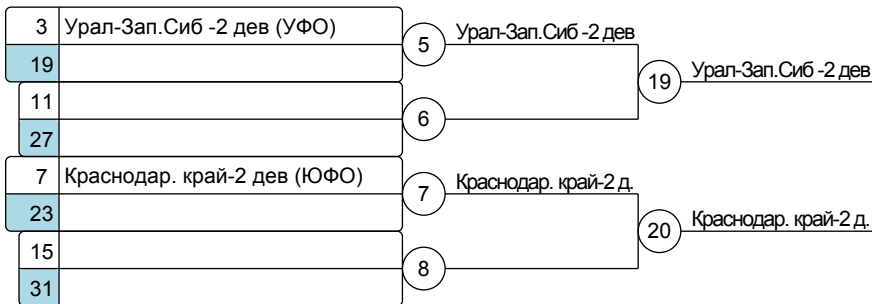 3 Урал-Зап.Сиб -2 дев (УФО)
5 Урал-Зап.Сиб -2 дев
19
19 Урал-Зап.Сиб -2 дев
11
6
27
7 Краснодар. край-2 дев (ЮФО)
7 Краснодар. край-2 д.
23
20 Краснодар. край-2 д.
15
8
31